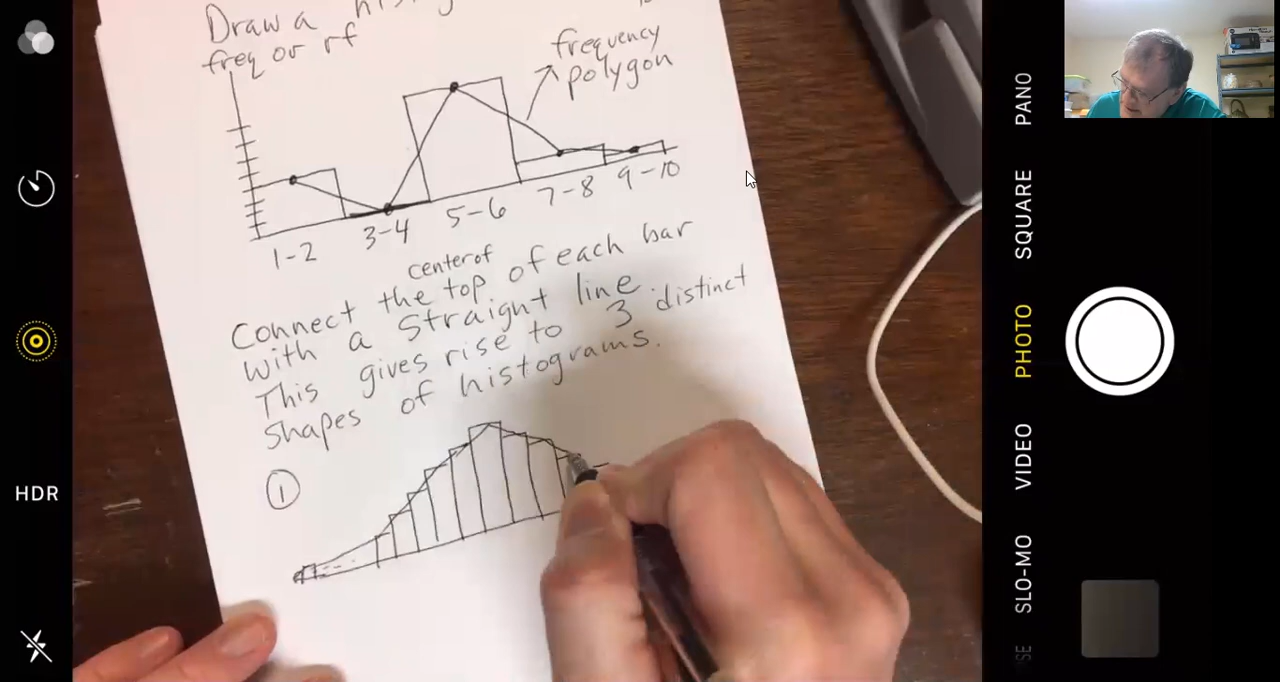 Draw a
freq or rf
frequency
polygon
1-2 3-4 5-6 7-8 9-10
center of
Connect the top of each bar
with a straight line.
This gives rise to 3 distinct
shapes of histograms.
1
HDR
PANO
SQUARE
PHOTO
VIDEO
SLO-MO
SE